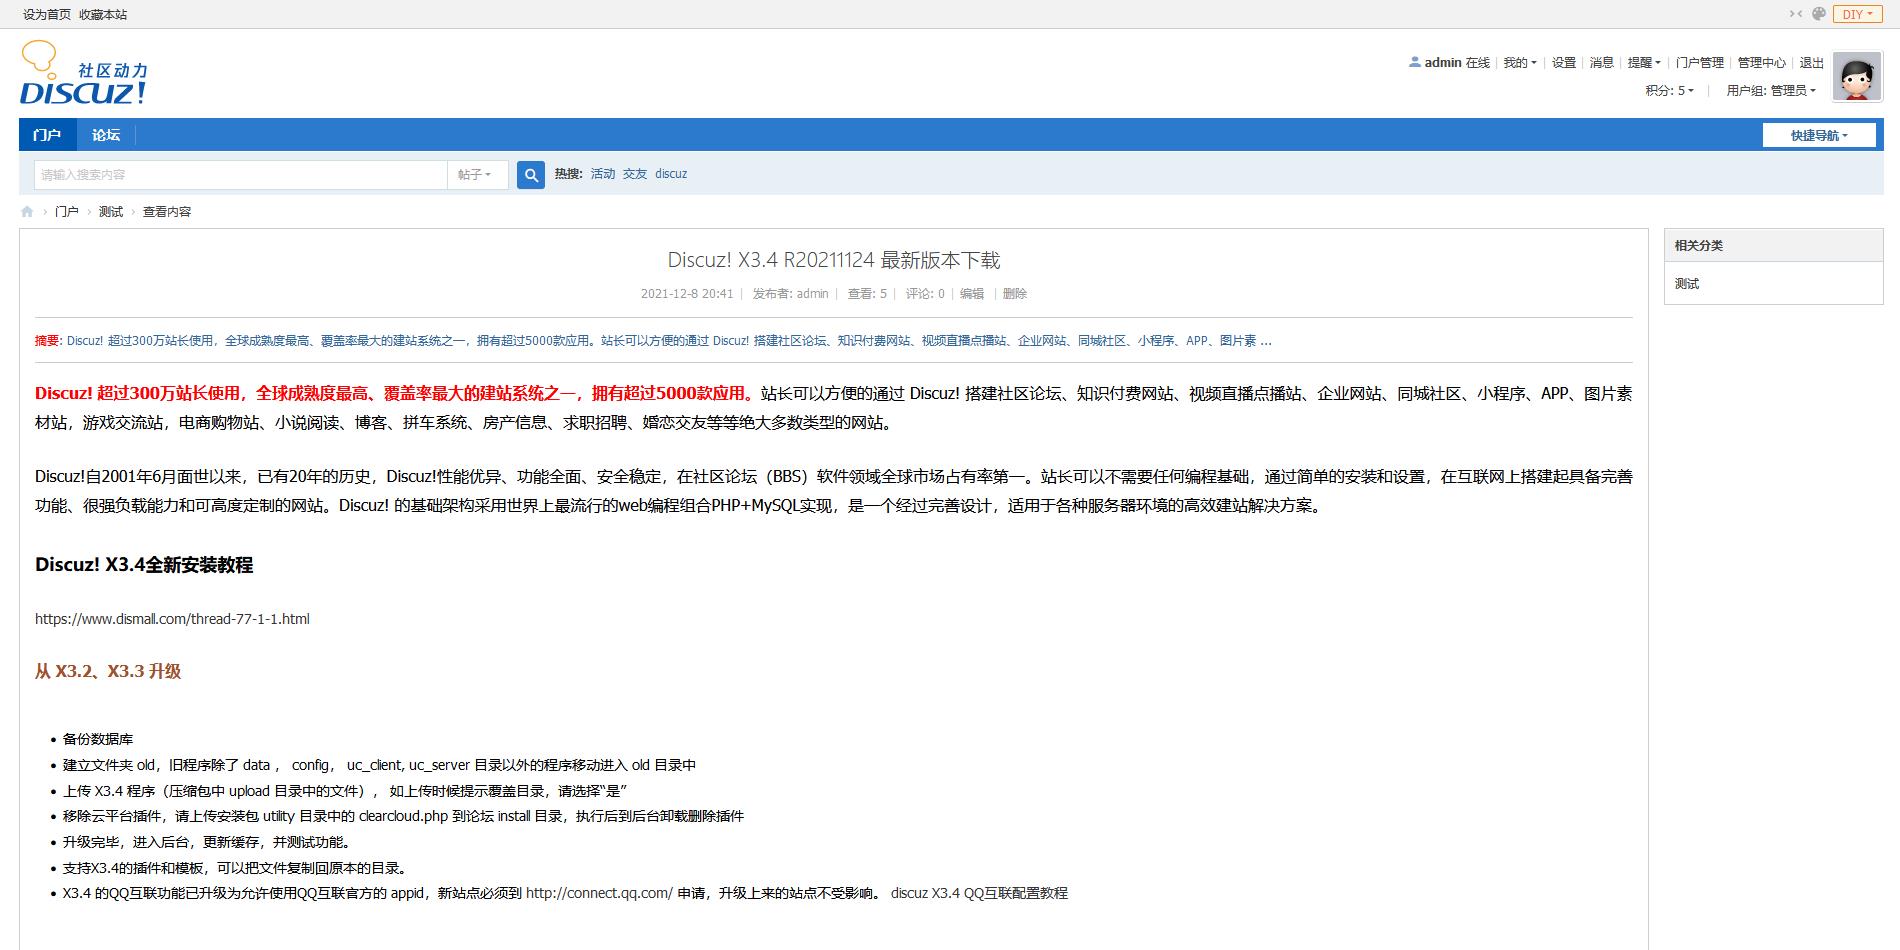 设为首页 收藏本站
DIY
社区动力
DISCUZ!
admin 在线 我的 设置 消息 提醒 门户管理 管理中心 退出
积分: 5 用户组: 管理员
门户 论坛 快捷导航
请输入搜索内容 帖子 热搜: 活动 交友 discuz
› 门户 › 测试 › 查看内容
Discuz! X3.4 R20211124 最新版本下载
2021-12-8 20:41 | 发布者: admin | 查看: 5 | 评论: 0 | 编辑 | 删除
摘要: Discuz! 超过300万站长使用，全球成熟度最高、覆盖率最大的建站系统之一，拥有超过5000款应用。站长可以方便的通过 Discuz! 搭建社区论坛、知识付费网站、视频直播点播站、企业网站、同城社区、小程序、APP、图片素 ...
Discuz! 超过300万站长使用，全球成熟度最高、覆盖率最大的建站系统之一，拥有超过5000款应用。站长可以方便的通过 Discuz! 搭建社区论坛、知识付费网站、视频直播点播站、企业网站、同城社区、小程序、APP、图片素
材站，游戏交流站，电商购物站、小说阅读、博客、拼车系统、房产信息、求职招聘、婚恋交友等等绝大多数类型的网站。
Discuz!自2001年6月面世以来，已有20年的历史，Discuz!性能优异、功能全面、安全稳定，在社区论坛（BBS）软件领域全球市场占有率第一。站长可以不需要任何编程基础，通过简单的安装和设置，在互联网上搭建起具备完善
功能、很强负载能力和可高度定制的网站。Discuz! 的基础架构采用世界上最流行的web编程组合PHP+MySQL实现，是一个经过完善设计，适用于各种服务器环境的高效建站解决方案。
Discuz! X3.4全新安装教程
https://www.dismall.com/thread-77-1-1.html
从 X3.2、X3.3 升级
• 备份数据库
• 建立文件夹 old，旧程序除了 data ， config， uc_client, uc_server 目录以外的程序移动进入 old 目录中
• 上传 X3.4 程序（压缩包中 upload 目录中的文件）， 如上传时候提示覆盖目录，请选择“是”
• 移除云平台插件，请上传安装包 utility 目录中的 clearcloud.php 到论坛 install 目录，执行后到后台卸载删除插件
• 升级完毕，进入后台，更新缓存，并测试功能。
• 支持X3.4的插件和模板，可以把文件复制回原本的目录。
• X3.4 的QQ互联功能已升级为允许使用QQ互联官方的 appid，新站点必须到 http://connect.qq.com/ 申请，升级上来的站点不受影响。 discuz X3.4 QQ互联配置教程
相关分类
测试